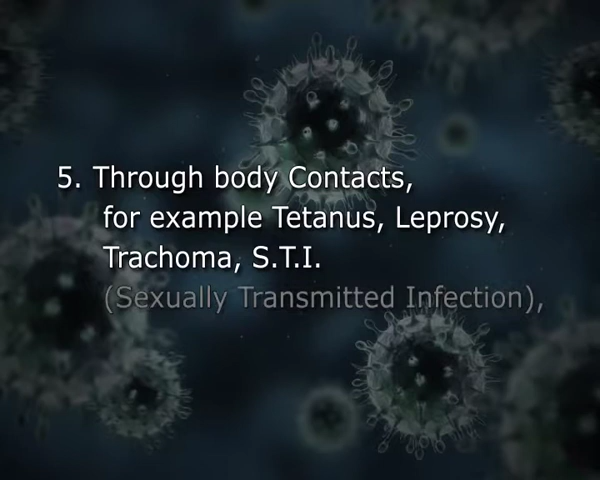 5. Through body Contacts,
for example Tetanus, Leprosy,
Trachoma, S.T.I.
(Sexually Transmitted Infection),